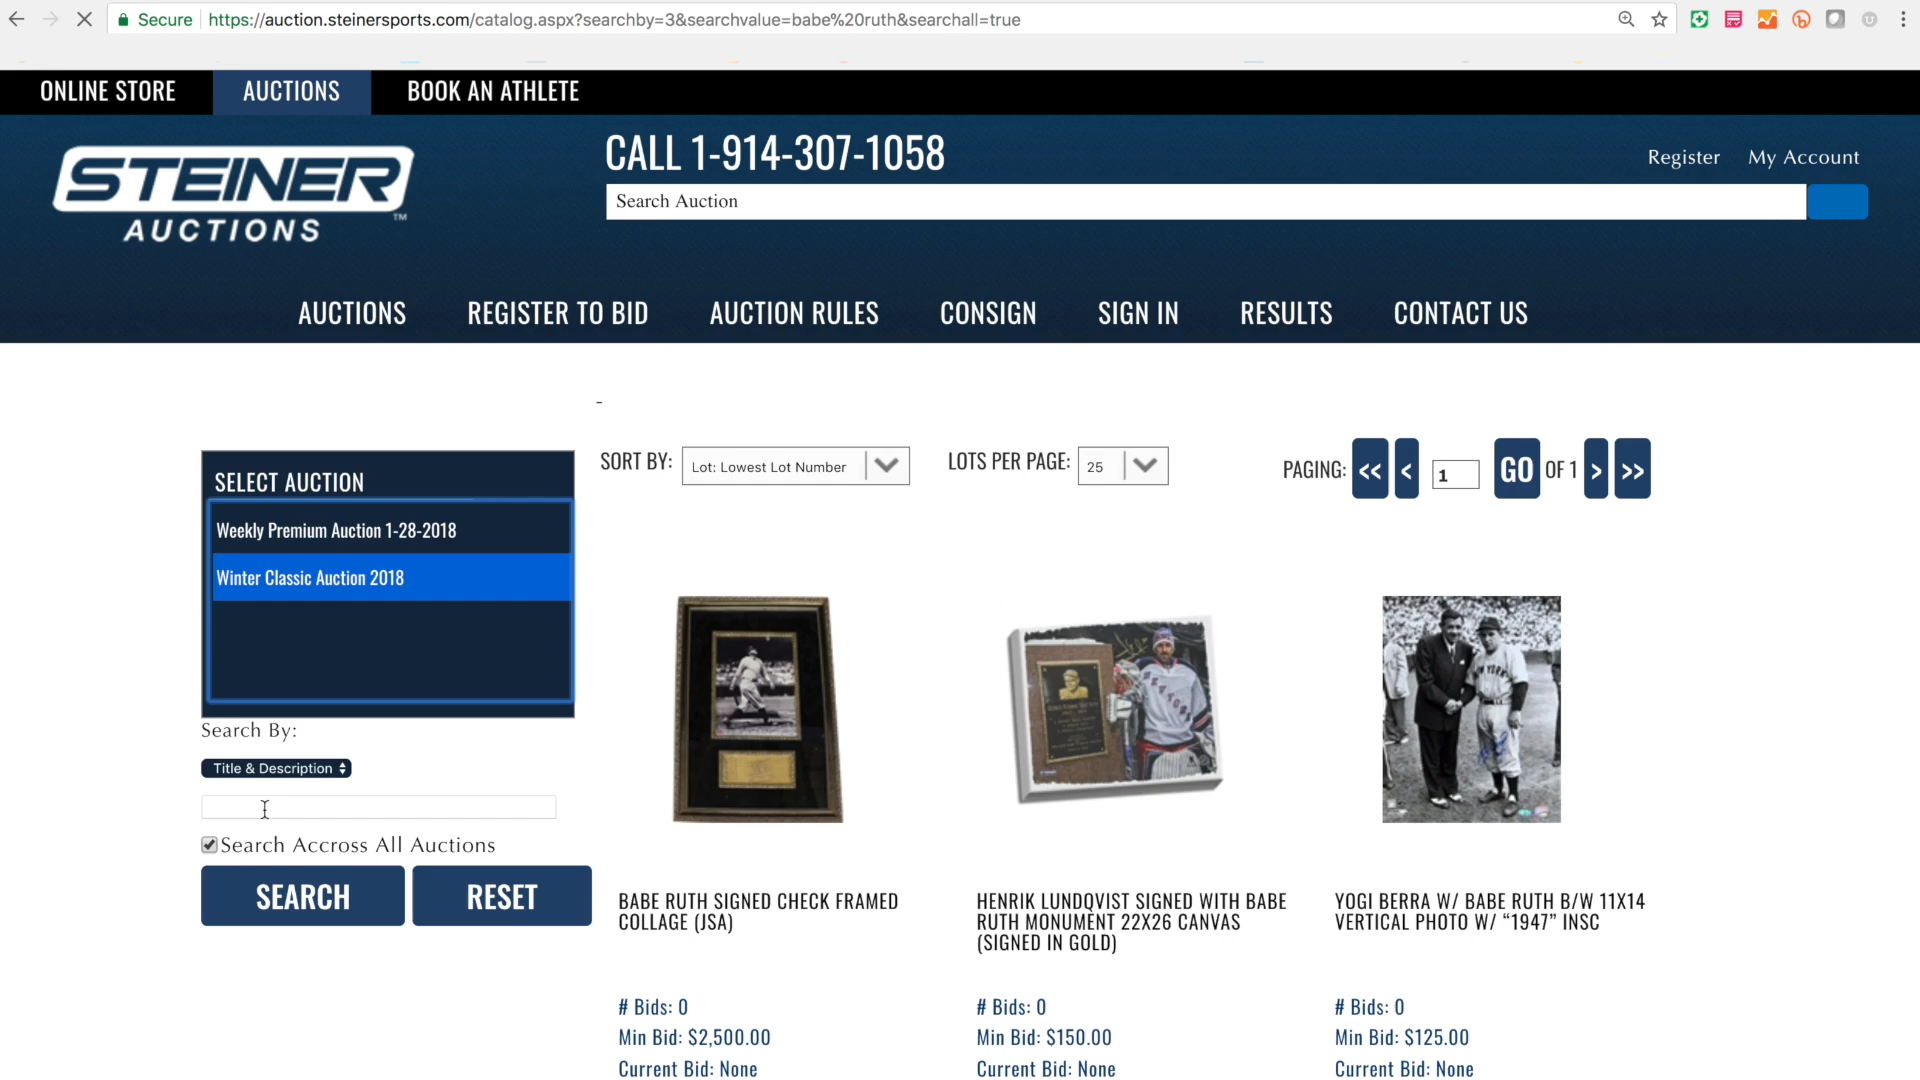 Secure https://auction.steinersports.com/catalog.aspx?searchby=3&searchvalue=babe%20ruth&searchall=true
ONLINE STORE AUCTIONS BOOK AN ATHLETE
STEINER
AUCTIONS
TM
CALL 1-914-307-1058
Register My Account
Search Auction
AUCTIONS REGISTER TO BID AUCTION RULES CONSIGN SIGN IN RESULTS CONTACT US
-
SORT BY: Lot: Lowest Lot Number LOTS PER PAGE: 25 PAGING: << < 1 GO OF 1 > >>
SELECT AUCTION
Weekly Premium Auction 1-28-2018
Winter Classic Auction 2018
Search By:
Title & Description
Search Accross All Auctions
SEARCH RESET
BABE RUTH SIGNED CHECK FRAMED
COLLAGE (JSA)
# Bids: 0
Min Bid: $2,500.00
Current Bid: None
HENRIK LUNDQVIST SIGNED WITH BABE
RUTH MONUMENT 22X26 CANVAS
(SIGNED IN GOLD)
# Bids: 0
Min Bid: $150.00
Current Bid: None
YOGI BERRA W/ BABE RUTH B/W 11X14
VERTICAL PHOTO W/ “1947” INSC
# Bids: 0
Min Bid: $125.00
Current Bid: None